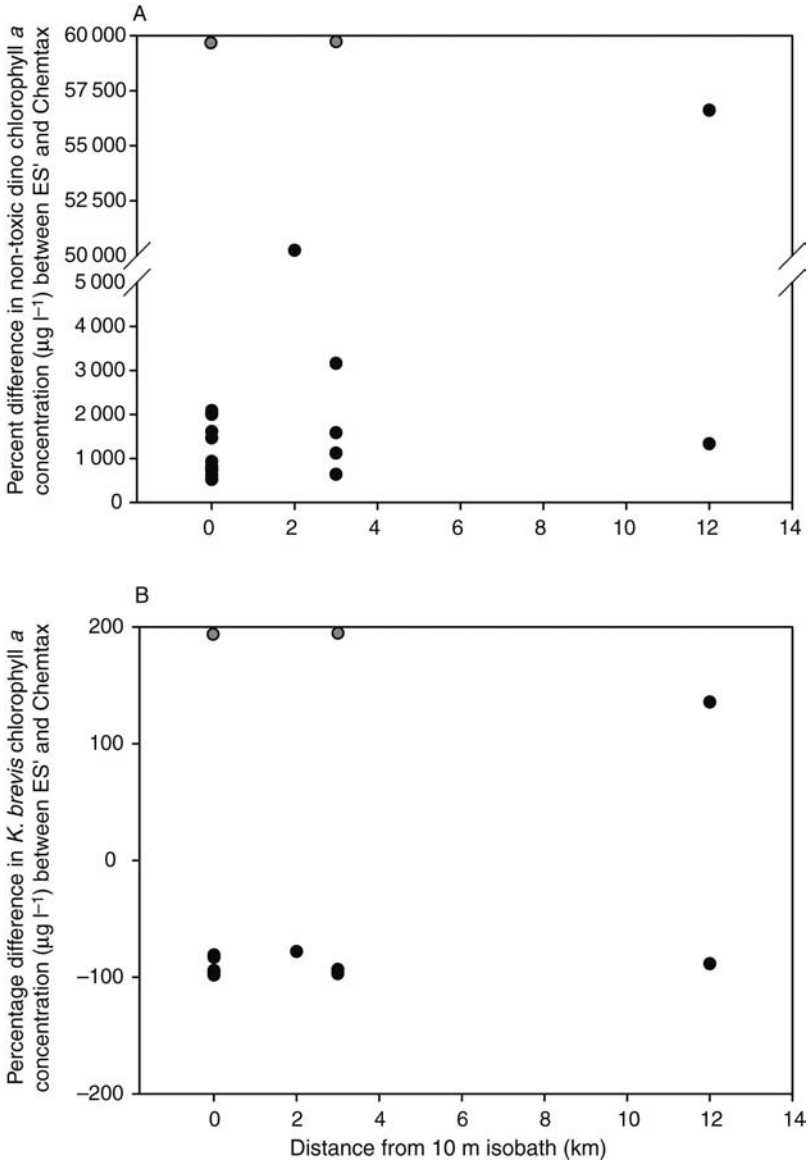 A
Percent difference in non-toxic dino chlorophyll a
concentration (µg l⁻¹) between ES' and Chemtax
60 000
57 500
55 000
52 500
50 000
5 000
4 000
3 000
2 000
1 000
0
0 2 4 6 8 10 12 14
B
Percentage difference in K. brevis chlorophyll a
concentration (µg l⁻¹) between ES' and Chemtax
200
100
0
−100
−200
0 2 4 6 8 10 12 14
Distance from 10 m isobath (km)